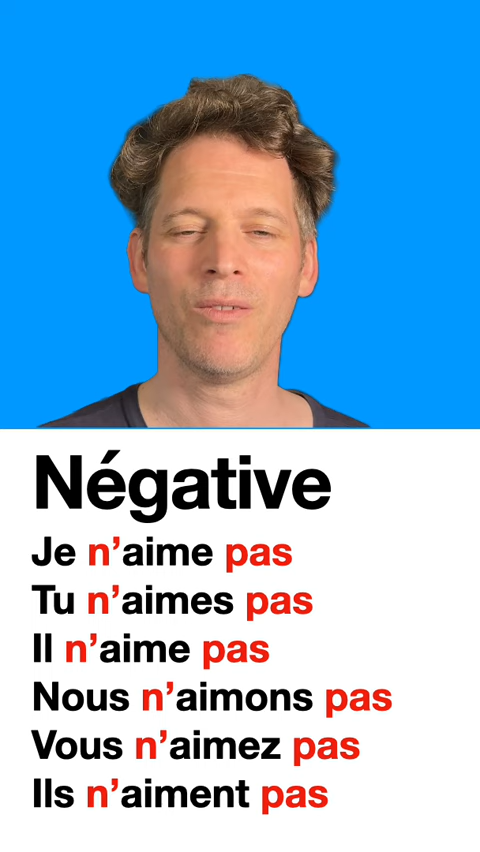 Négative
Je n’aime pas
Tu n’aimes pas
Il n’aime pas
Nous n’aimons pas
Vous n’aimez pas
Ils n’aiment pas